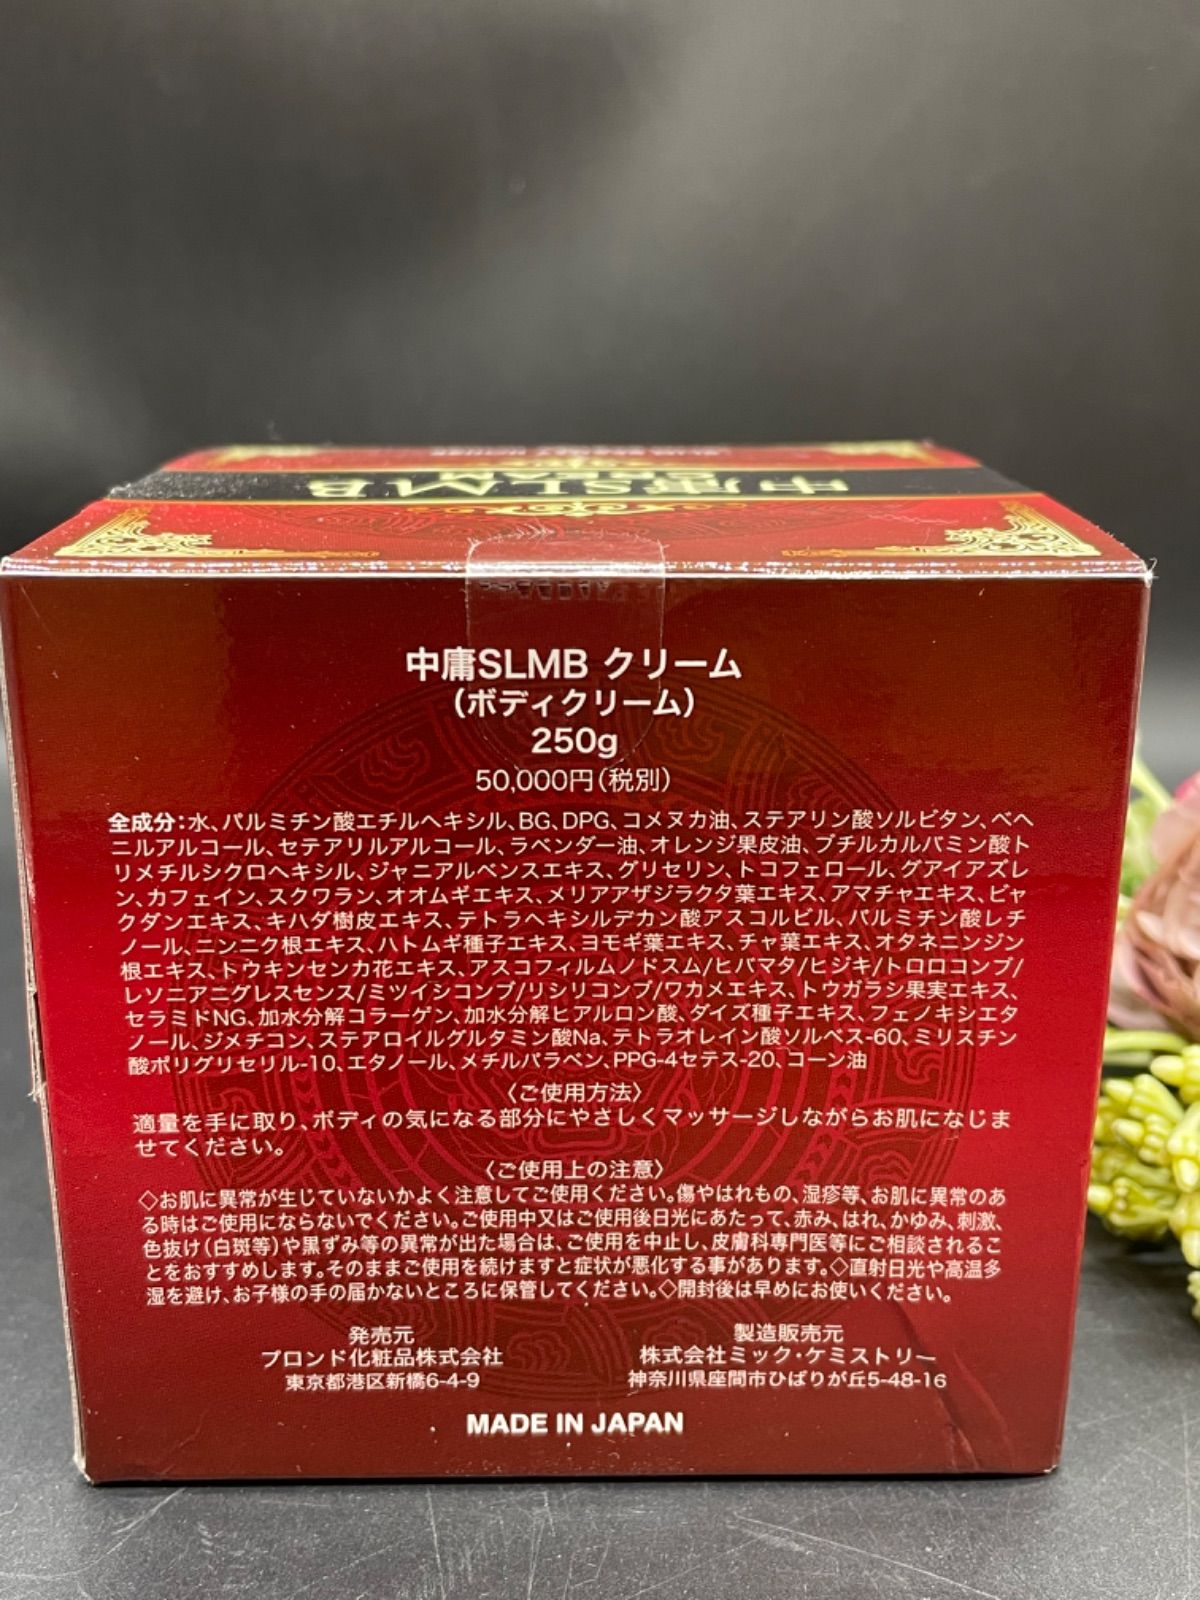 中庸SLMB
CREAM
中庸SLMB クリーム
（ボディクリーム）
250g
50,000円（税別）
全成分：水、パルミチン酸エチルヘキシル、BG、DPG、コメヌカ油、ステアリン酸ソルビタン、ベヘ
ニルアルコール、セテアリルアルコール、ラベンダー油、オレンジ果皮油、ブチルカルバミン酸ト
リメチルシクロヘキシル、ジャニアルベンスエキス、グリセリン、トコフェロール、グアイアズレ
ン、カフェイン、スクワラン、オオムギエキス、メリアアザジラクタ葉エキス、アマチャエキス、ビャ
クダンエキス、キハダ樹皮エキス、テトラヘキシルデカン酸アスコルビル、パルミチン酸レチ
ノール、ニンニク根エキス、ハトムギ種子エキス、ヨモギ葉エキス、チャ葉エキス、オタネニンジン
根エキス、トウキンセンカ花エキス、アスコフィルムノドスム/ヒバマタ/ヒジキ/トロロコンブ/
レソニアニグレスセンス/ミツイシコンブ/リシリコンブ/ワカメエキス、トウガラシ果実エキス、
セラミドNG、加水分解コラーゲン、加水分解ヒアルロン酸、ダイズ種子エキス、フェノキシエタ
ノール、ジメチコン、ステアロイルグルタミン酸Na、テトラオレイン酸ソルベス-60、ミリスチン
酸ポリグリセリル-10、エタノール、メチルパラベン、PPG-4セテス-20、コーン油
〈ご使用方法〉
適量を手に取り、ボディの気になる部分にやさしくマッサージしながらお肌になじま
せてください。
〈ご使用上の注意〉
◇お肌に異常が生じていないかよく注意してご使用ください。傷やはれもの、湿疹等、お肌に異常のあ
る時はご使用にならないでください。ご使用中又はご使用後日光にあたって、赤み、はれ、かゆみ、刺激、
色抜け（白斑等）や黒ずみ等の異常が出た場合は、ご使用を中止し、皮膚科専門医等にご相談されるこ
とをおすすめします。そのままご使用を続けますと症状が悪化する事があります。◇直射日光や高温多
湿を避け、お子様の手の届かないところに保管してください。◇開封後は早めにお使いください。
発売元
ブロンド化粧品株式会社
東京都港区新橋6-4-9
製造販売元
株式会社ミック・ケミストリー
神奈川県座間市ひばりが丘5-48-16
MADE IN JAPAN